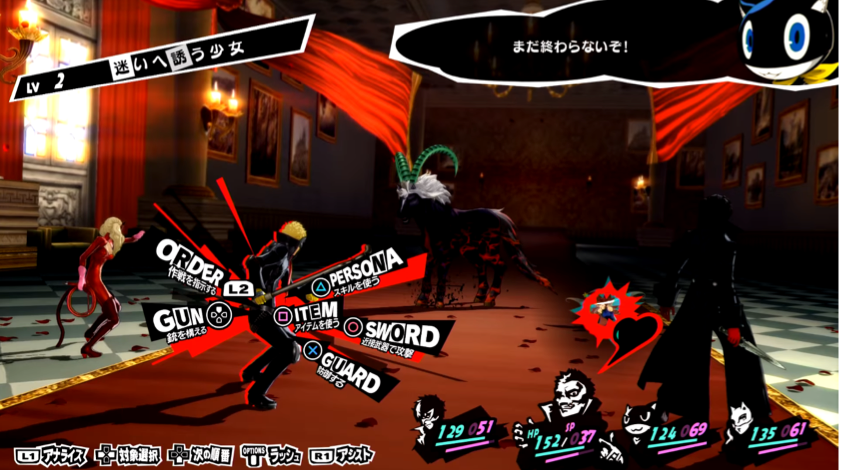 LV 2 迷いへ誘う少女
まだ終わらないぞ!
ORDER
作戦を指示する
L2
PERSONA
スキルを使う
GUN
銃を構える
ITEM
アイテムを使う
SWORD
近接武器で攻撃
GUARD
防御する
129 051
HP 152/ SP 037
124 069
135 061
L1 アナライズ 対象選択 次の順番 OPTIONS ラッシュ R1 アシスト